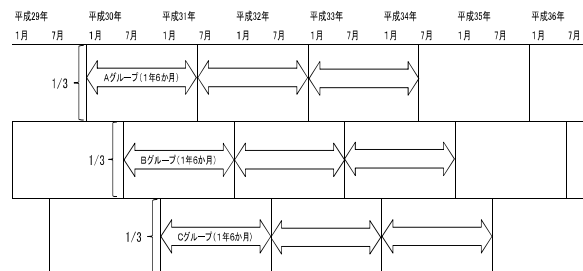 平成29年 平成30年 平成31年 平成32年 平成33年 平成34年 平成35年 平成36年
1月 7月 1月 7月 1月 7月 1月 7月 1月 7月 1月 7月 1月 7月 1月 7月
1/3 Aグループ(1年6か月)
1/3 Bグループ(1年6か月)
1/3 Cグループ(1年6か月)